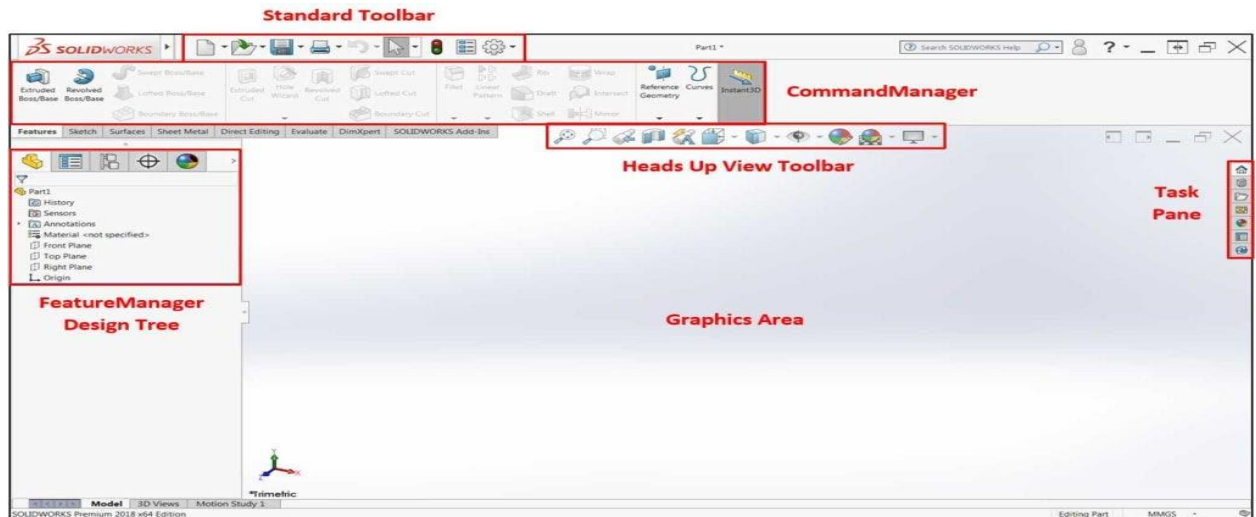 Standard Toolbar
SOLIDWORKS
Part1 *
Search SOLIDWORKS Help
?
Extruded Boss/Base
Revolved Boss/Base
Swept Boss/Base
Lofted Boss/Base
Boundary Boss/Base
Extruded Cut
Hole Wizard
Revolved Cut
Swept Cut
Lofted Cut
Boundary Cut
Fillet
Linear Pattern
Rib
Draft
Shell
Wrap
Intersect
Mirror
Reference Geometry
Curves
Instant3D
CommandManager
Features Sketch Surfaces Sheet Metal Direct Editing Evaluate DimXpert SOLIDWORKS Add-Ins
Heads Up View Toolbar
Part1
History
Sensors
Annotations
Material <not specified>
Front Plane
Top Plane
Right Plane
Origin
Task
Pane
FeatureManager
Design Tree
Graphics Area
*Trimetric
Model 3D Views Motion Study 1
SOLIDWORKS Premium 2018 x64 Edition
Editing Part
MMGS